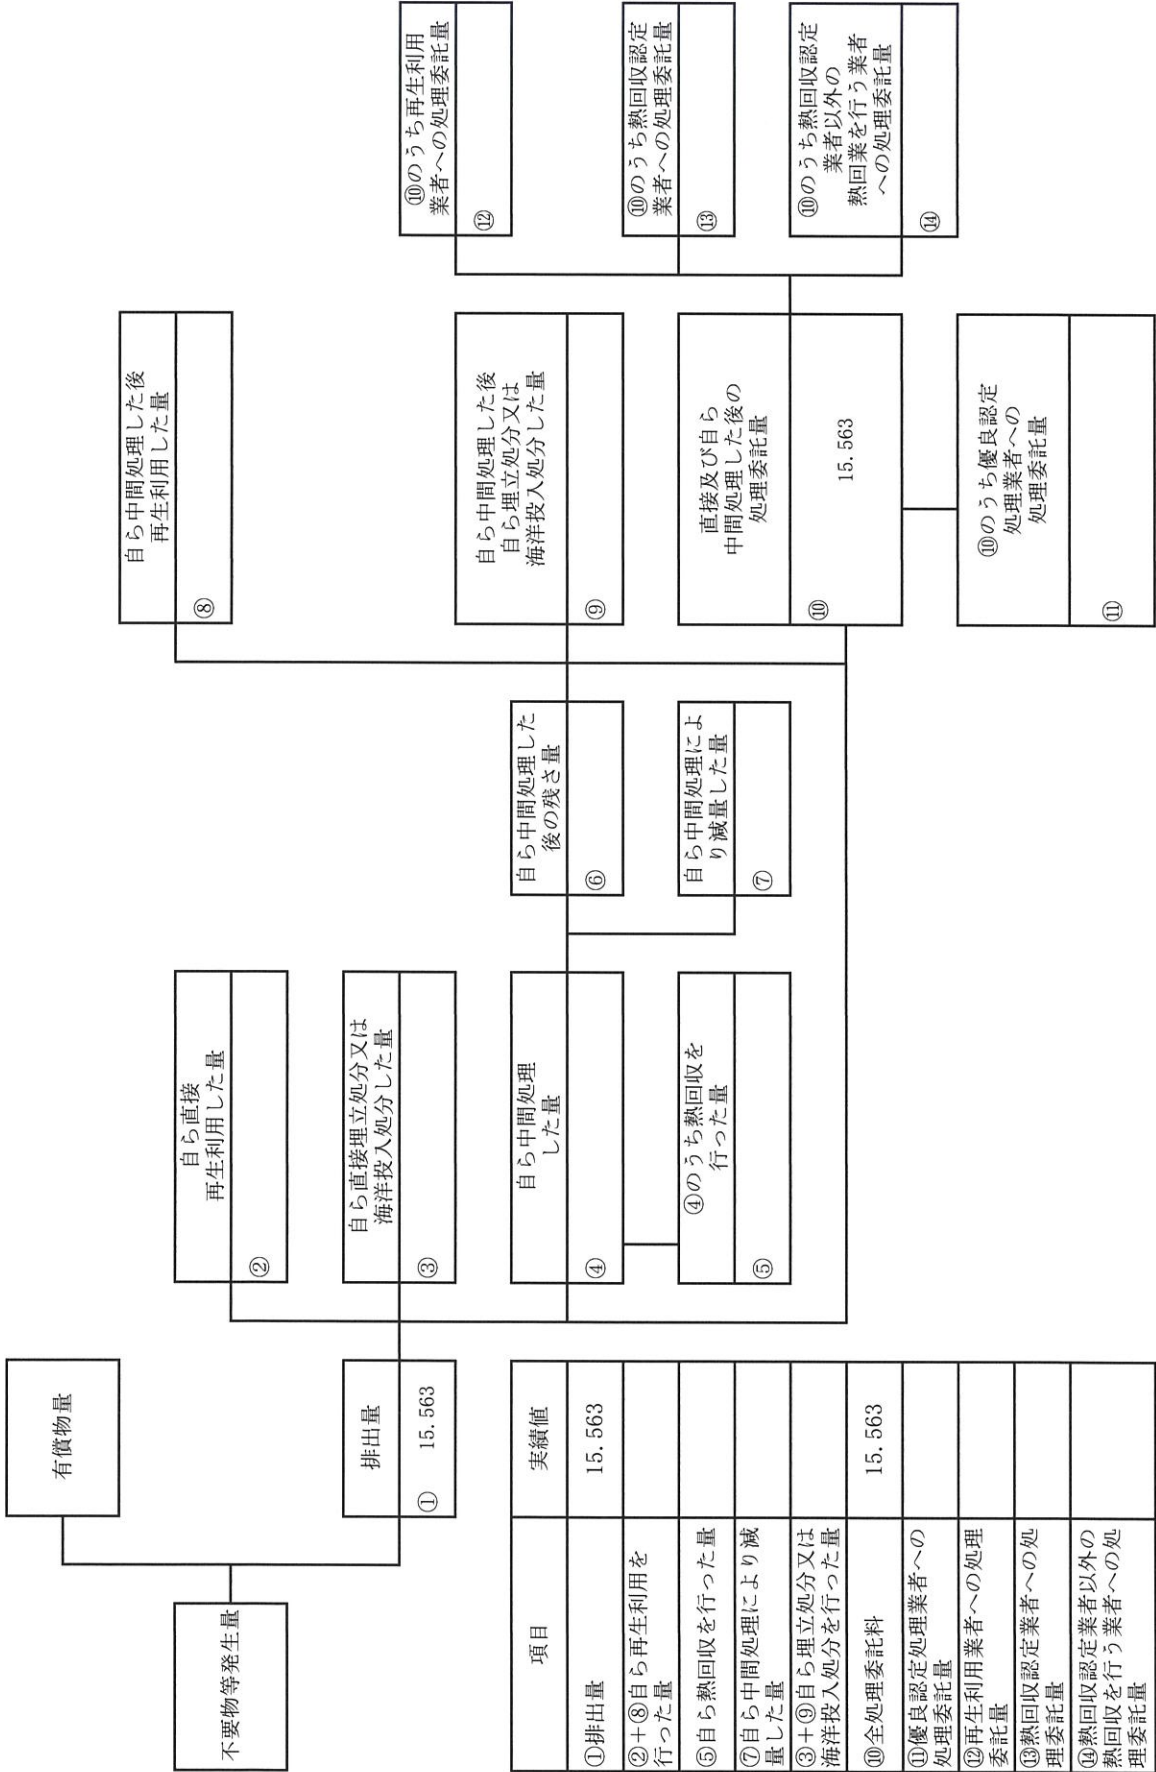 不要物等発生量
有償物量
排出量
① 15.563
自ら直接
再生利用した量
②
自ら直接埋立処分又は
海洋投入処分した量
③
自ら中間処理
した量
④
④のうち熱回収を
行った量
⑤
自ら中間処理した
後の残さ量
⑥
自ら中間処理によ
り減量した量
⑦
自ら中間処理した後
再生利用した量
⑧
自ら中間処理した後
自ら埋立処分又は
海洋投入処分した量
⑨
直接及び自ら
中間処理した後の
処理委託量
⑩ 15.563
⑩のうち優良認定
処理業者への
処理委託量
⑪
⑩のうち再生利用
業者への処理委託量
⑫
⑩のうち熱回収認定
業者への処理委託量
⑬
⑩のうち熱回収認定
業者以外の
熱回業を行う業者
への処理委託量
⑭
項目 実績値
①排出量 15.563
②+⑧自ら再生利用を
行った量
⑤自ら熱回収を行った量
⑦自ら中間処理により減
量した量
③+⑨自ら埋立処分又は
海洋投入処分を行った量
⑩全処理委託料 15.563
⑪優良認定処理業者への
処理委託量
⑫再生利用業者への処理
委託量
⑬熱回収認定業者への処
理委託量
⑭熱回収認定業者以外の
熱回収を行う業者への処
理委託量